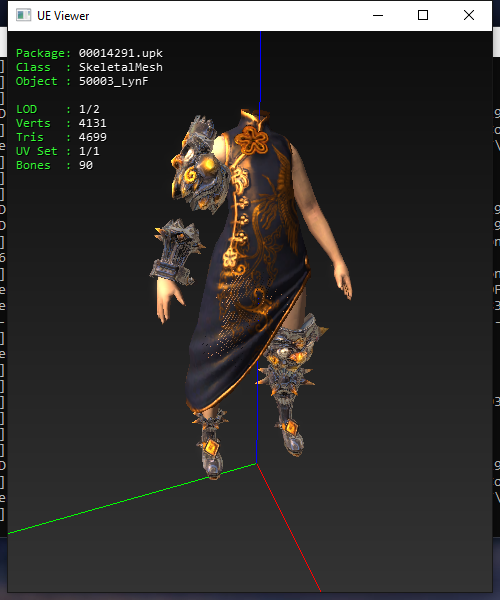 UE Viewer
Package: 00014291.upk
Class : SkeletalMesh
Object : 50003_LynF
LOD : 1/2
Verts : 4131
Tris : 4699
UV Set : 1/1
Bones : 90